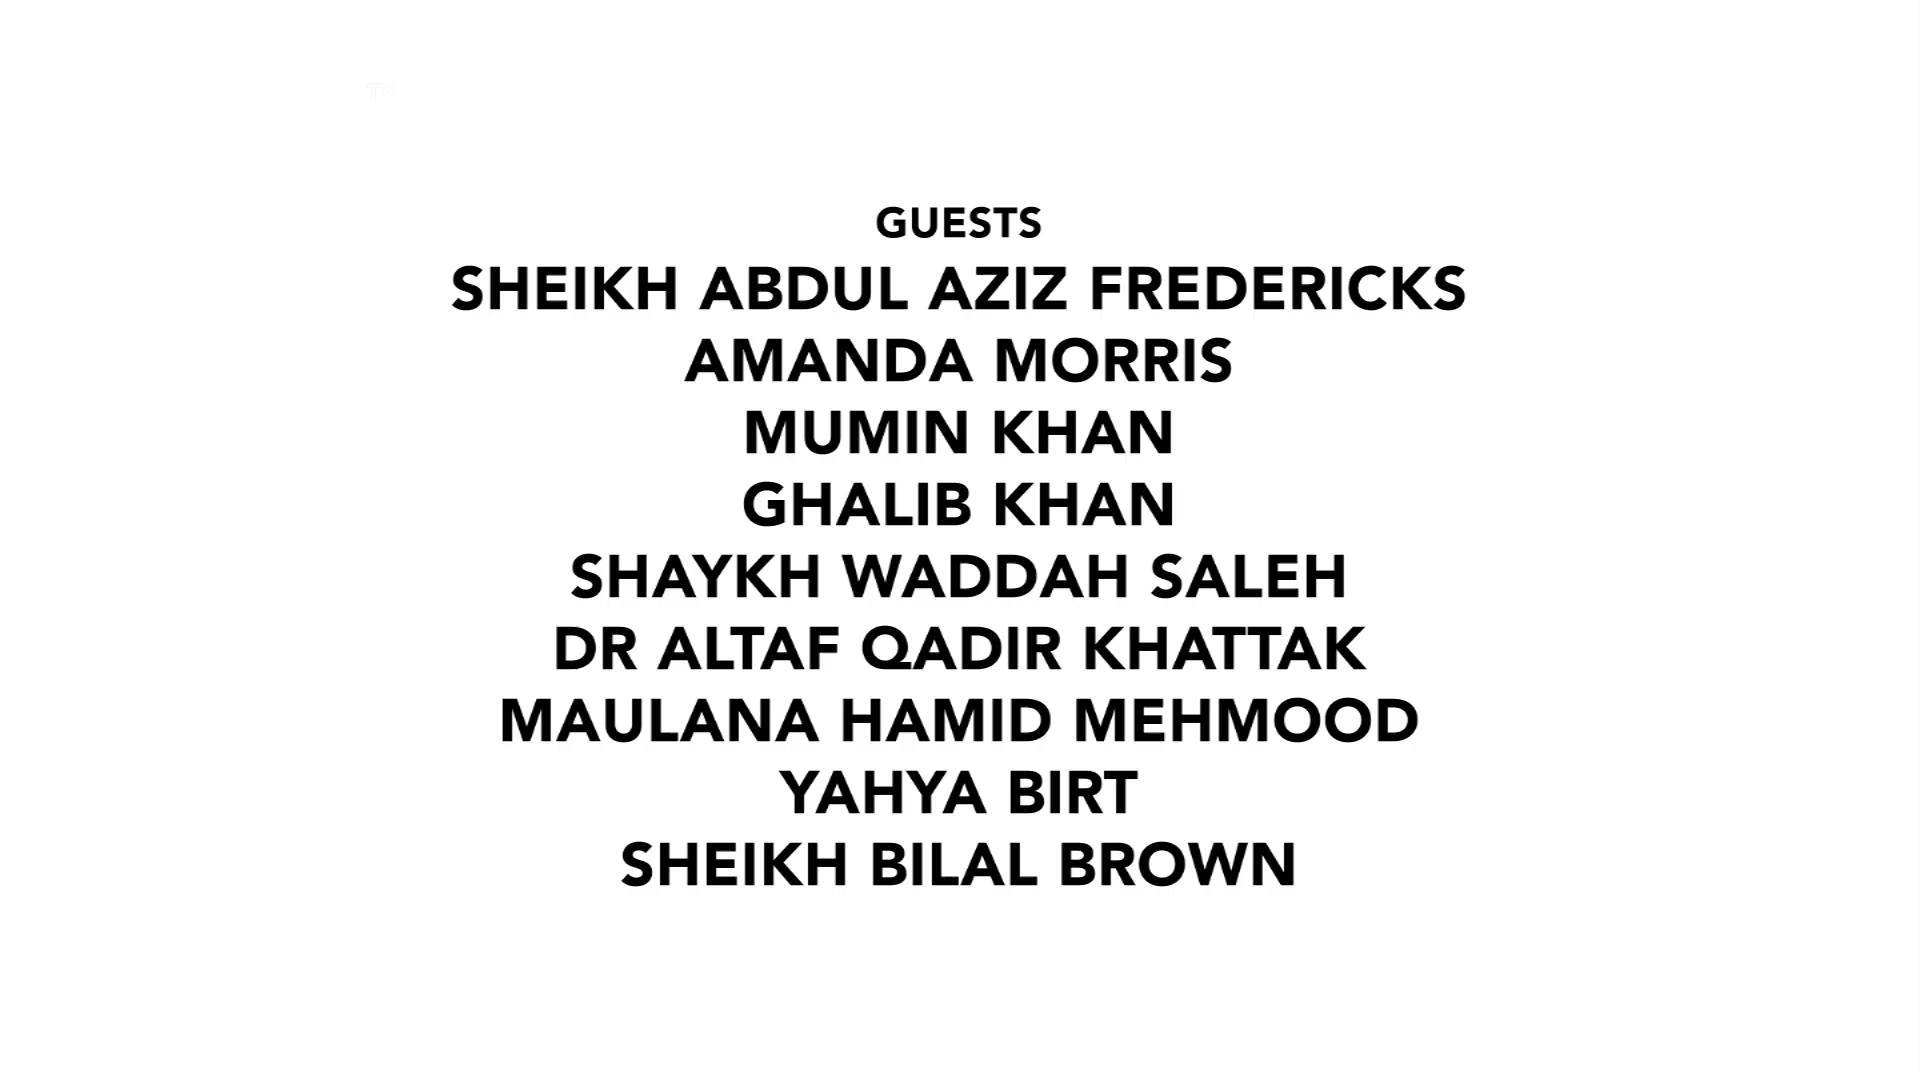 GUESTS
SHEIKH ABDUL AZIZ FREDERICKS
AMANDA MORRIS
MUMIN KHAN
GHALIB KHAN
SHAYKH WADDAH SALEH
DR ALTAF QADIR KHATTAK
MAULANA HAMID MEHMOOD
YAHYA BIRT
SHEIKH BILAL BROWN